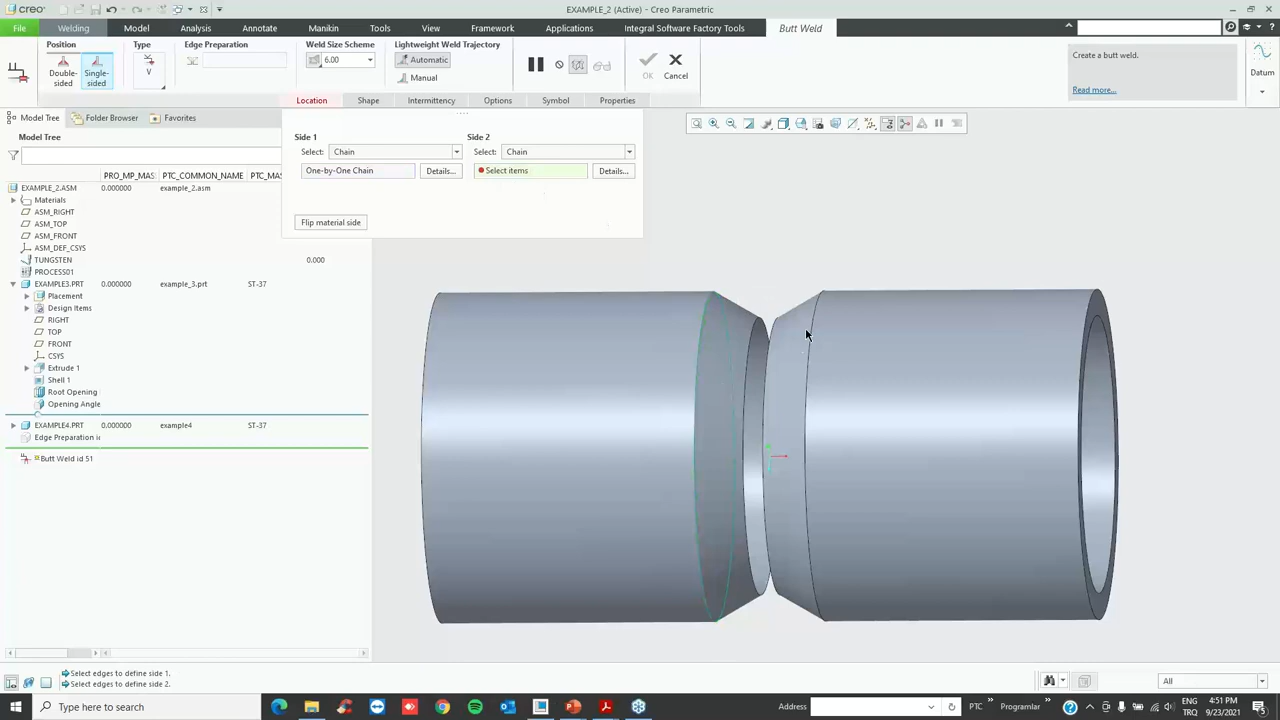 creo
EXAMPLE_2 (Active) - Creo Parametric
File
Welding
Model
Analysis
Annotate
Manikin
Tools
View
Framework
Applications
Integral Software Factory Tools
Butt Weld
Position
Type
Edge Preparation
Weld Size Scheme
Lightweight Weld Trajectory
Double-sided
Single-sided
V
6.00
Automatic
Manual
OK
Cancel
Create a butt weld.
Read more...
Datum
Location
Shape
Intermittency
Options
Symbol
Properties
Model Tree
Folder Browser
Favorites
Model Tree
Side 1
Side 2
Select:
Chain
Select:
Chain
One-by-One Chain
Details...
Select items
Details...
Flip material side
PRO_MP_MAS
PTC_COMMON_NAME
PTC_MAS
EXAMPLE_2.ASM 0.000000 example_2.asm
Materials
ASM_RIGHT
ASM_TOP
ASM_FRONT
ASM_DEF_CSYS
TUNGSTEN 0.000
PROCESS01
EXAMPLE3.PRT 0.000000 example_3.prt ST-37
Placement
Design Items
RIGHT
TOP
FRONT
CSYS
Extrude 1
Shell 1
Root Opening
Opening Angle
EXAMPLE4.PRT 0.000000 example4 ST-37
Edge Preparation i
Butt Weld id 51
Select edges to define side 1.
Select edges to define side 2.
All
Type here to search
Address
PTC
Programlar
ENG
TRQ
4:51 PM
9/23/2021